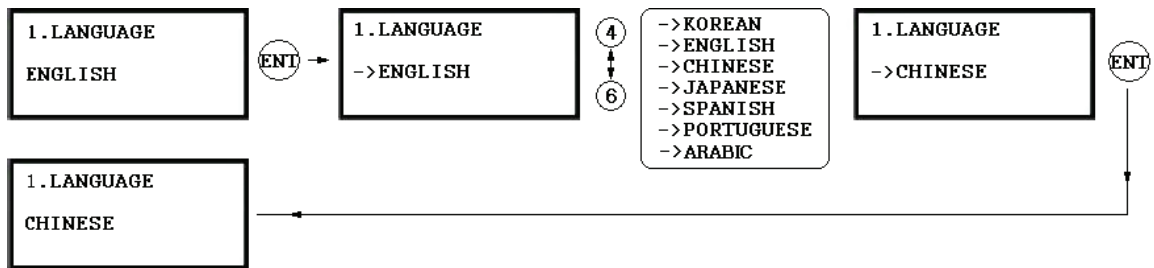 1.LANGUAGE
ENGLISH
ENT
1.LANGUAGE
->ENGLISH
4
6
->KOREAN
->ENGLISH
->CHINESE
->JAPANESE
->SPANISH
->PORTUGUESE
->ARABIC
1.LANGUAGE
->CHINESE
ENT
1.LANGUAGE
CHINESE